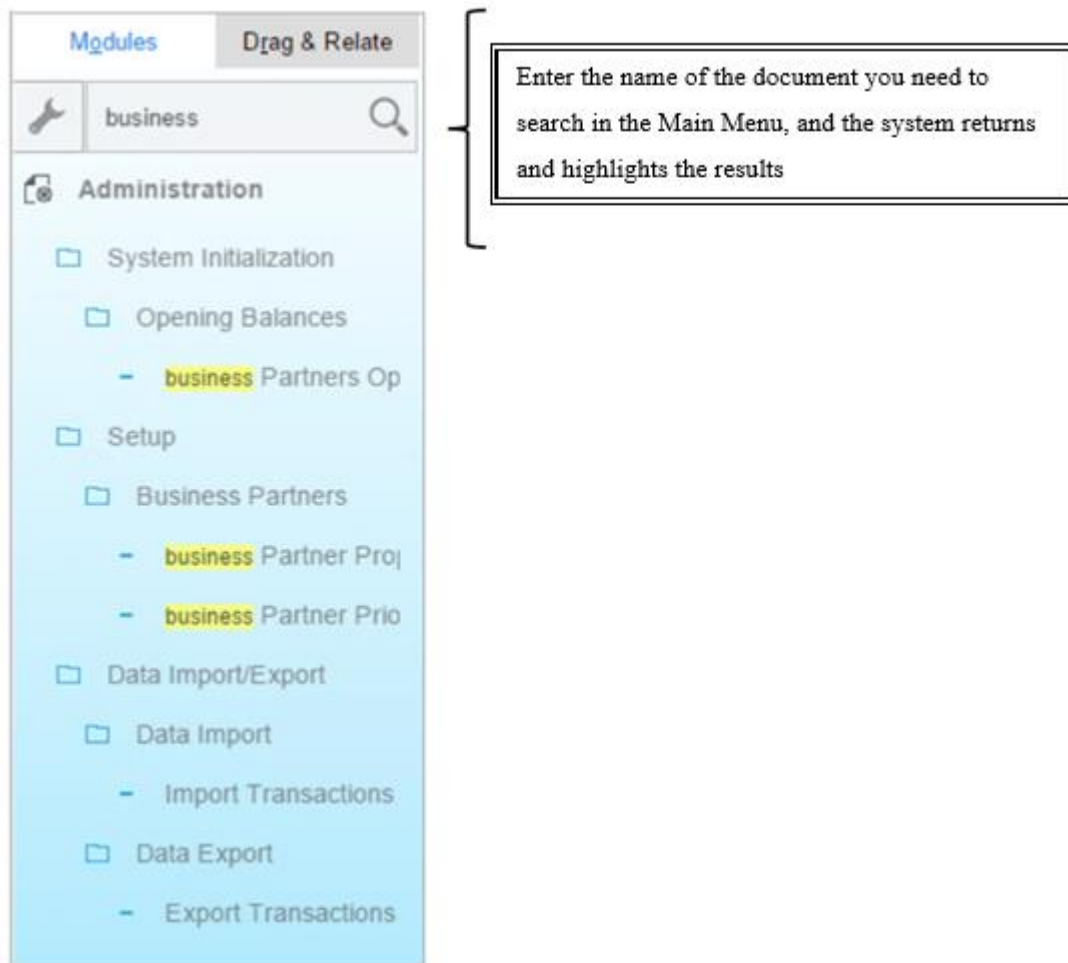 Modules Drag & Relate
business
Enter the name of the document you need to
search in the Main Menu, and the system returns
and highlights the results
Administration
System Initialization
Opening Balances
business Partners Op
Setup
Business Partners
business Partner Pro
business Partner Prio
Data Import/Export
Data Import
Import Transactions
Data Export
Export Transactions